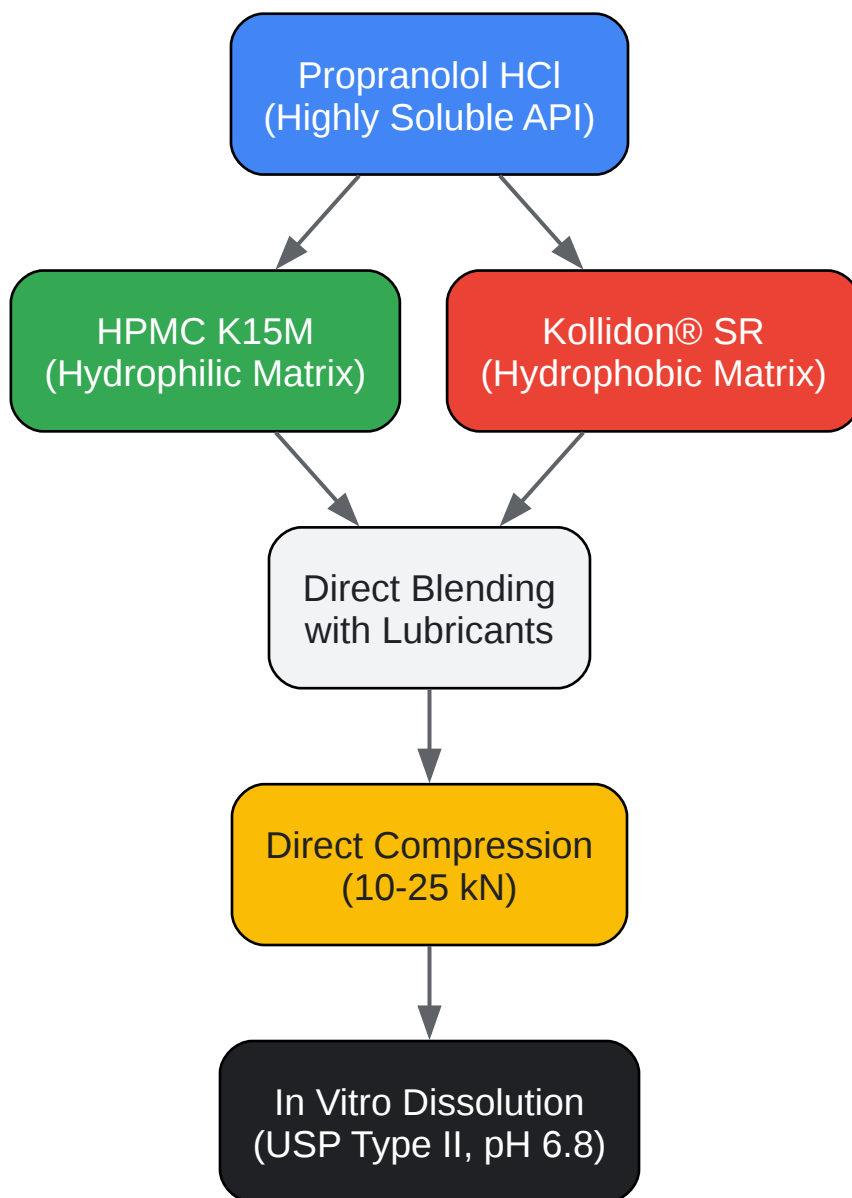 Propranolol HCl
(Highly Soluble API)
HPMC K15M
(Hydrophilic Matrix)
Kollidon® SR
(Hydrophobic Matrix)
Direct Blending
with Lubricants
Direct Compression
(10-25 kN)
In Vitro Dissolution
(USP Type II, pH 6.8)